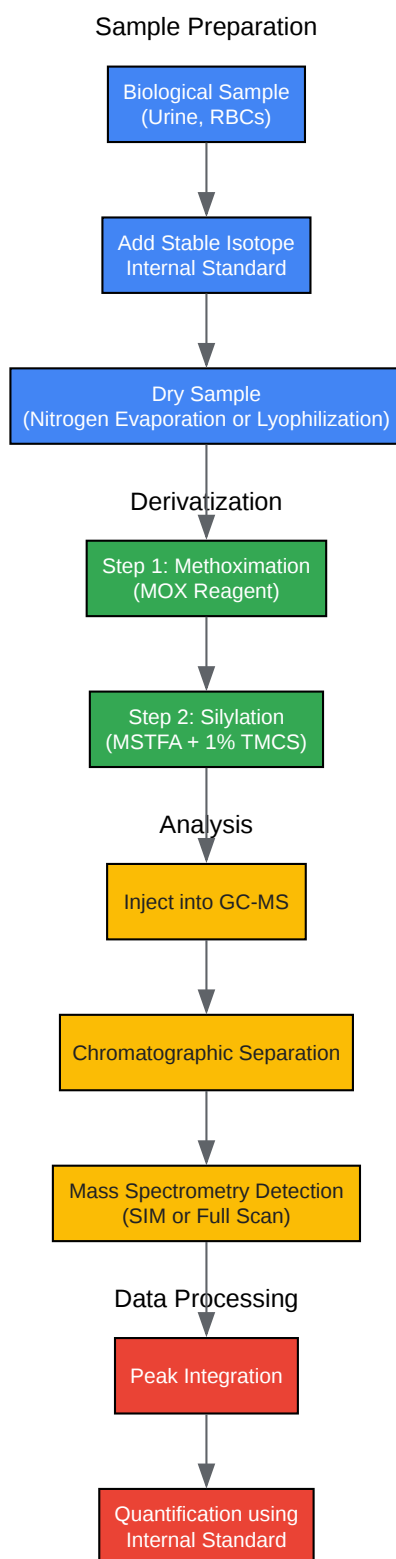 Sample Preparation
Biological Sample
(Urine, RBCs)
Add Stable Isotope
Internal Standard
Dry Sample
(Nitrogen Evaporation or Lyophilization)
Derivatization
Step 1: Methoximation
(MOX Reagent)
Step 2: Silylation
(MSTFA + 1% TMCS)
Analysis
Inject into GC-MS
Chromatographic Separation
Mass Spectrometry Detection
(SIM or Full Scan)
Data Processing
Peak Integration
Quantification using
Internal Standard